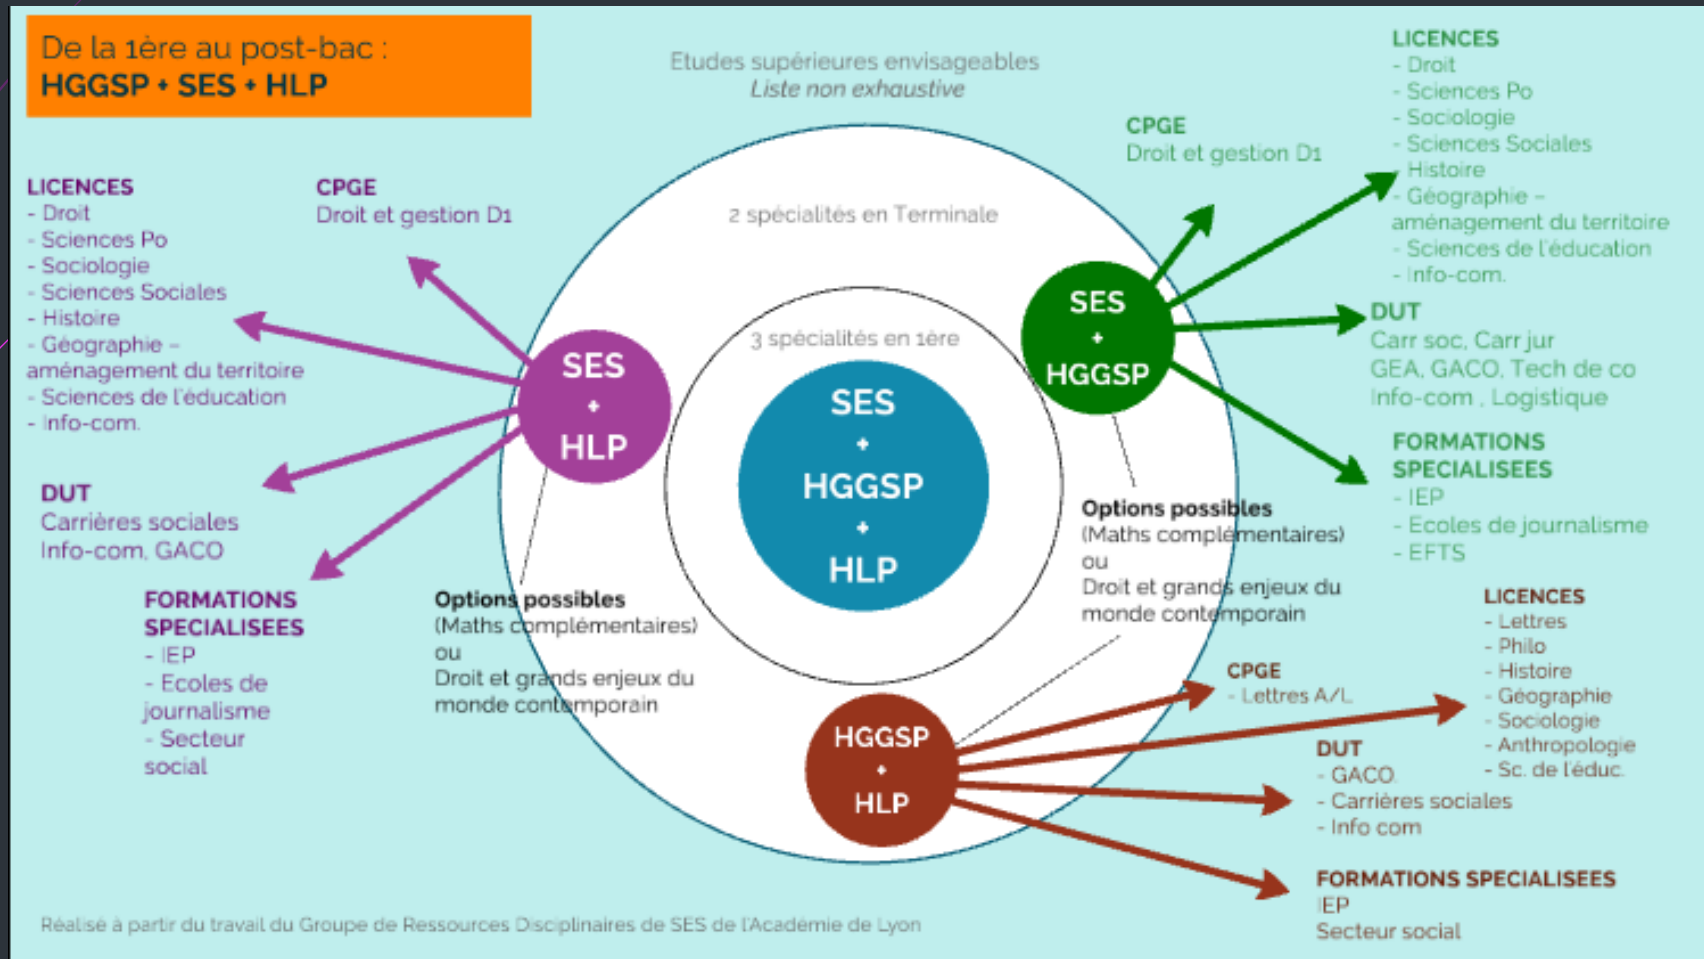 De la 1ère au post-bac :
HGGSP + SES + HLP
Etudes supérieures envisageables
Liste non exhaustive
2 spécialités en Terminale
3 spécialités en 1ère
SES
+
HGGSP
+
HLP
LICENCES
- Droit
- Sciences Po
- Sociologie
- Sciences Sociales
- Histoire
- Géographie –
aménagement du territoire
- Sciences de l'éducation
- Info-com.
CPGE
Droit et gestion D1
SES
+
HLP
DUT
Carrières sociales
Info-com, GACO
FORMATIONS
SPECIALISEES
- IEP
- Ecoles de
journalisme
- Secteur
social
Options possibles
(Maths complémentaires)
ou
Droit et grands enjeux du
monde contemporain
CPGE
Droit et gestion D1
LICENCES
- Droit
- Sciences Po
- Sociologie
- Sciences Sociales
- Histoire
- Géographie –
aménagement du territoire
- Sciences de l'éducation
- Info-com.
SES
+
HGGSP
DUT
Carr soc, Carr jur
GEA, GACO, Tech de co
Info-com , Logistique
FORMATIONS
SPECIALISEES
- IEP
- Ecoles de journalisme
- EFTS
Options possibles
(Maths complémentaires)
ou
Droit et grands enjeux du
monde contemporain
HGGSP
+
HLP
CPGE
- Lettres A/L
LICENCES
- Lettres
- Philo
- Histoire
- Géographie
- Sociologie
- Anthropologie
- Sc. de l'éduc.
DUT
- GACO
- Carrières sociales
- Info com
FORMATIONS SPECIALISEES
IEP
Secteur social
Réalisé à partir du travail du Groupe de Ressources Disciplinaires de SES de l'Académie de Lyon